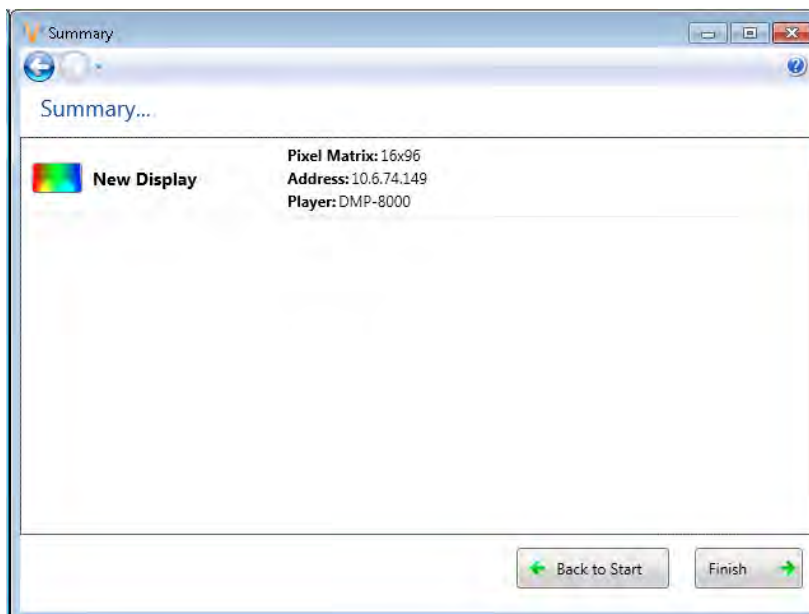 Summary
?
Summary...
New Display
Pixel Matrix: 16x96
Address: 10.6.74.149
Player: DMP-8000
Back to Start
Finish